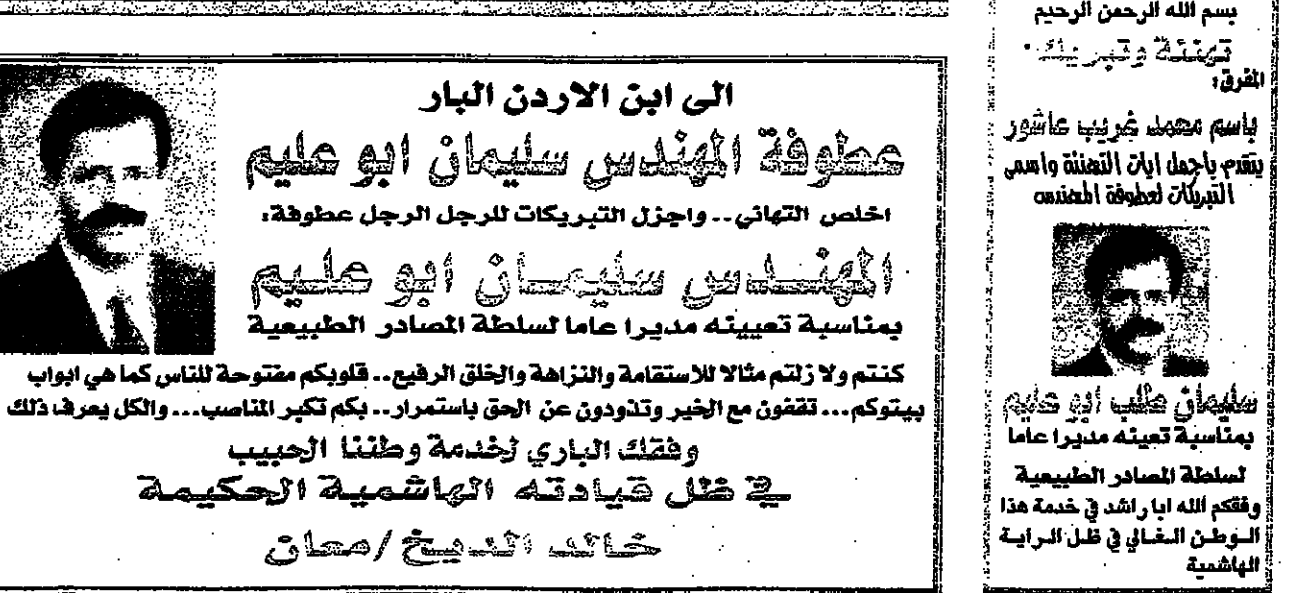 بسم الله الرحمن الرحيم
تهنئة وتبريك
المفرق:
باسم محمد غريب عاشور
يتقدم باجمل ايات التهنئة واسمى
التبريكات لعطوفة المهندس
سليمان طلب ابو عليم
بمناسبة تعينه مديرا عاما
لسلطة المصادر الطبيعية
وفقكم الله ابا راشد في خدمة هذا
الوطن الغالي في ظل الراية
الهاشمية
الى ابن الاردن البار
عطوفة المهندس سليمان ابو عليم
اخلص التهاني.. واجزل التبريكات للرجل الرجل عطوفة:
المهندس سليمان ابو عليم
بمناسبة تعيينه مديرا عاما لسلطة المصادر الطبيعية
كنتم ولا زلتم مثالا للاستقامة والنزاهة والخلق الرفيع.. قلوبكم مفتوحة للناس كما هي ابواب
بيتوكم... تقفون مع الخير وتذودون عن الحق باستمرار.. بكم تكبر المناصب... والكل يعرف ذلك
وفقك الباري لخدمة وطننا الحبيب
في ظل قيادته الهاشمية الحكيمة
خالد /معان